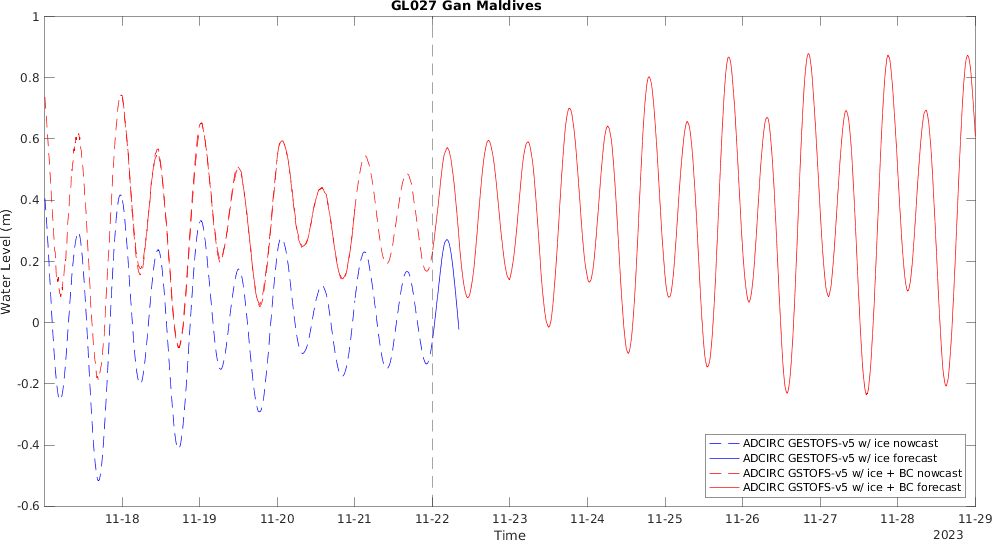 GL027 Gan Maldives
1
0.8
0.6
0.4
0.2
0
-0.2
-0.4
-0.6
Water Level (m)
ADCIRC GESTOFS-v5 w/ ice nowcast
ADCIRC GESTOFS-v5 w/ ice forecast
ADCIRC GSTOFS-v5 w/ ice + BC nowcast
ADCIRC GSTOFS-v5 w/ ice + BC forecast
11-18 11-19 11-20 11-21 11-22 11-23 11-24 11-25 11-26 11-27 11-28 11-29
Time
2023